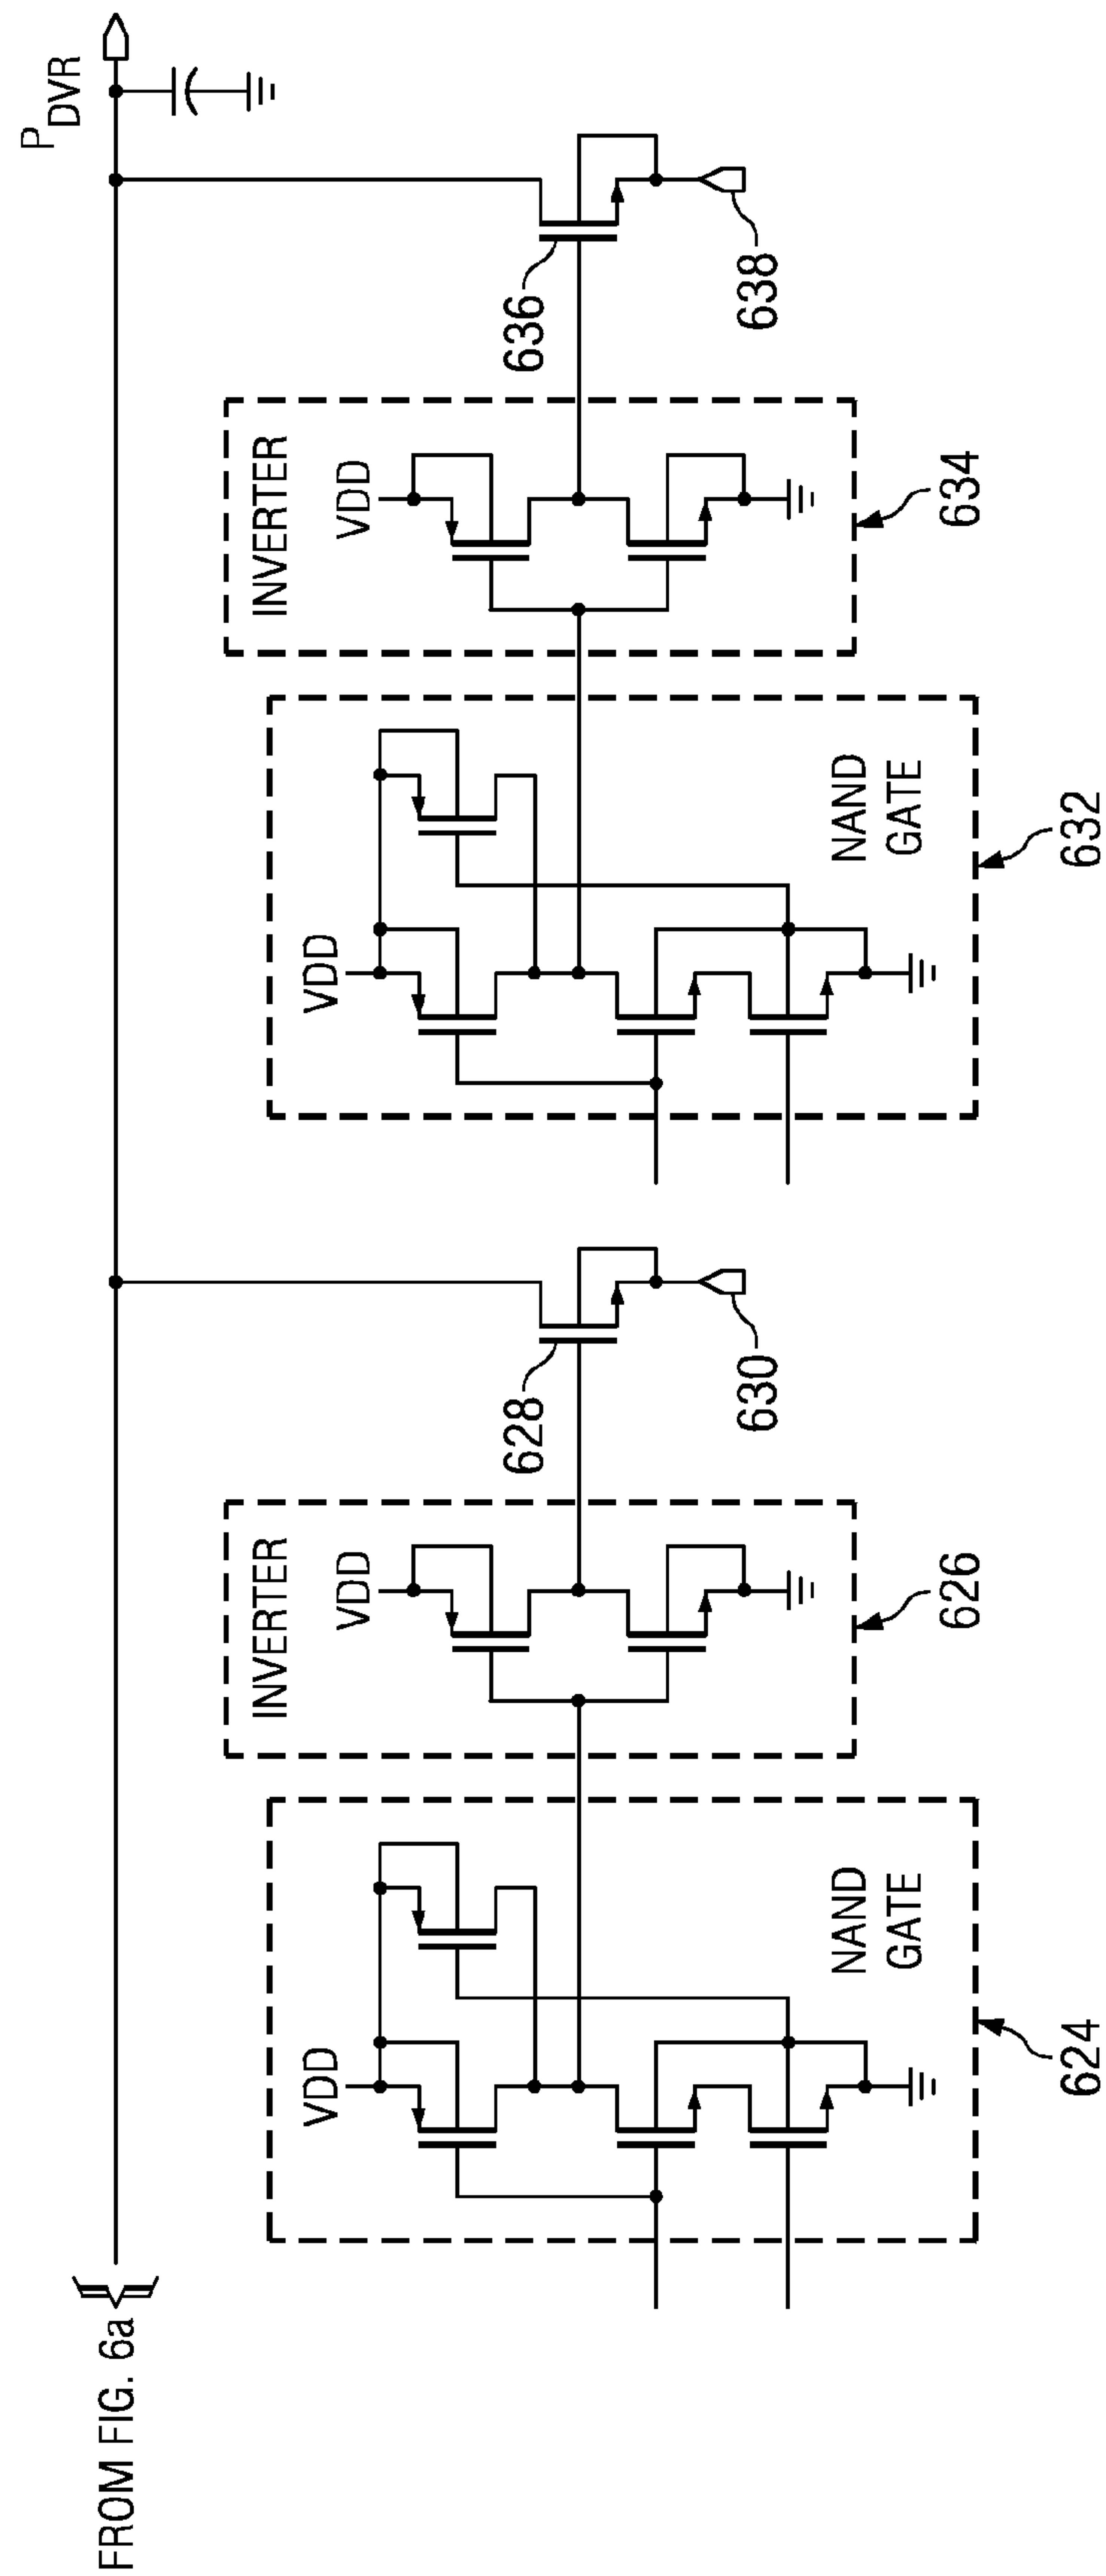 FROM FIG. 6a
P DVR
VDD
NAND
GATE
624
INVERTER
VDD
626
628
630
VDD
NAND
GATE
632
INVERTER
VDD
634
636
638